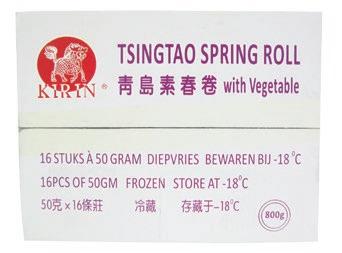 TSINGTAO SPRING ROLL
KIRIN ®
青島素春卷 with Vegetable
16 STUKS À 50 GRAM DIEPVRIES BEWAREN BIJ -18 °C
16PCS OF 50GM FROZEN STORE AT -18°C
50克×16條莊 冷藏 存藏于-18°C
800g